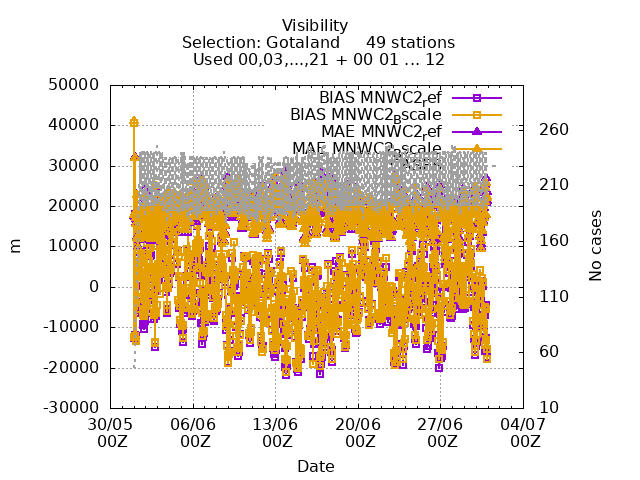 Visibility
Selection: Gotaland 49 stations
Used 00,03,...,21 + 00 01 ... 12
BIAS MNWC2_ref
BIAS MNWC2_Bscale
MAE MNWC2_ref
MAE MNWC2_Bscale
50000
40000
30000
20000
10000
0
-10000
-20000
-30000
m
260
210
160
110
60
10
No cases
30/05 06/06 13/06 20/06 27/06 04/07
00Z 00Z 00Z 00Z 00Z 00Z
Date